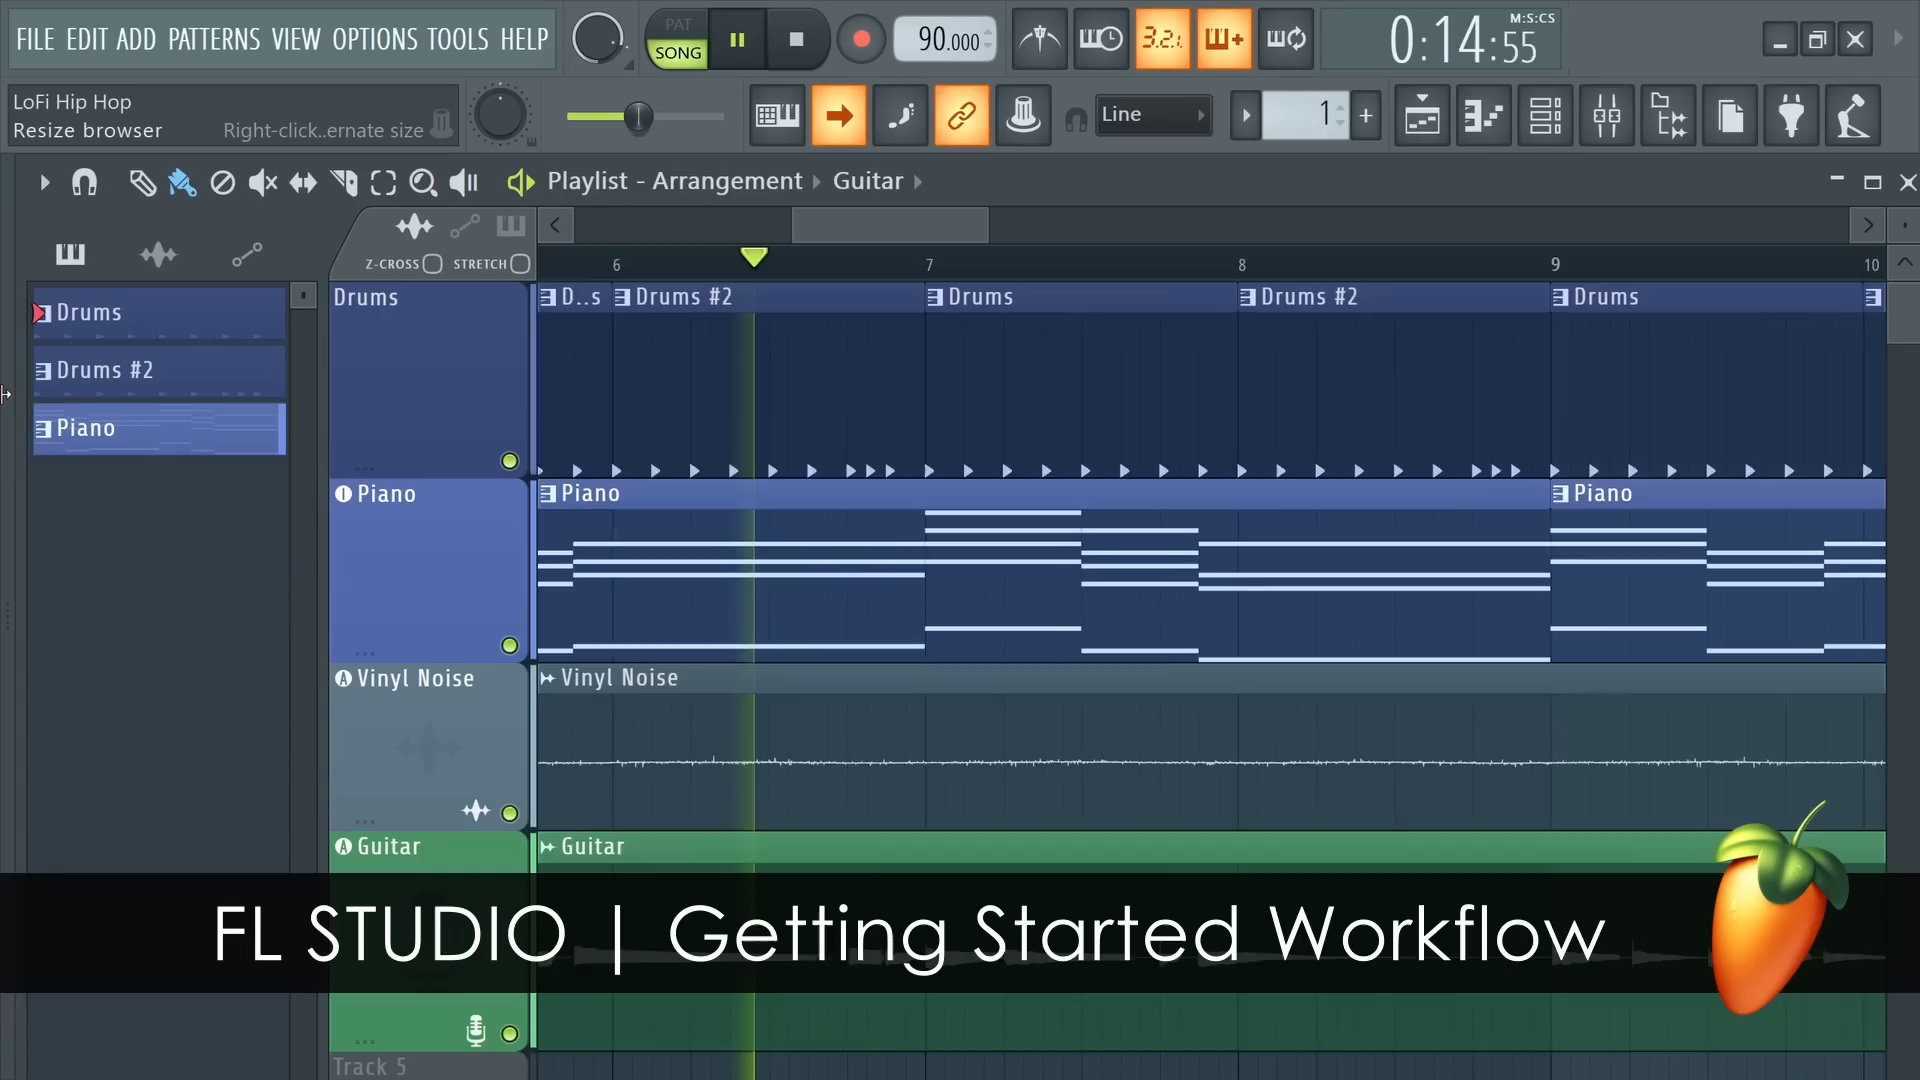 FILE EDIT ADD PATTERNS VIEW OPTIONS TOOLS HELP
PAT
SONG
90.000
3.2.1
M:S:CS
0:14:55
LoFi Hip Hop
Resize browser
Right-click..ernate size
Line
1
+
Playlist - Arrangement
Guitar
Z-CROSS
STRETCH
6
7
8
9
10
Drums
Drums #2
Piano
Drums
D..s
Drums #2
Drums
Drums #2
Drums
I
Piano
Piano
Piano
A
Vinyl Noise
Vinyl Noise
A
Guitar
Guitar
FL STUDIO | Getting Started Workflow
Track 5